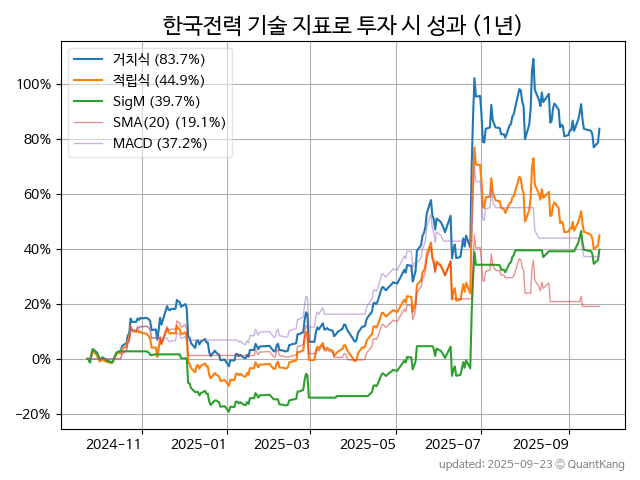 한국전력 기술 지표로 투자 시 성과 (1년)
거치식 (83.7%)
적립식 (44.9%)
SigM (39.7%)
SMA(20) (19.1%)
MACD (37.2%)
100%
80%
60%
40%
20%
0%
−20%
2024-11
2025-01
2025-03
2025-05
2025-07
2025-09
updated: 2025-09-23 © QuantKang